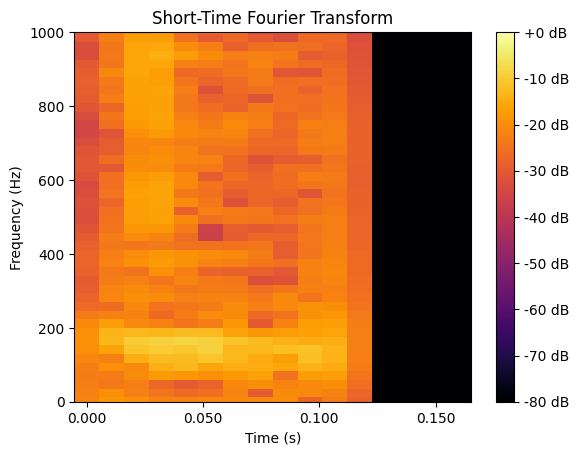 Short-Time Fourier Transform
1000
800
600
400
200
0
Frequency (Hz)
0.000
0.050
0.100
0.150
Time (s)
+0 dB
-10 dB
-20 dB
-30 dB
-40 dB
-50 dB
-60 dB
-70 dB
-80 dB